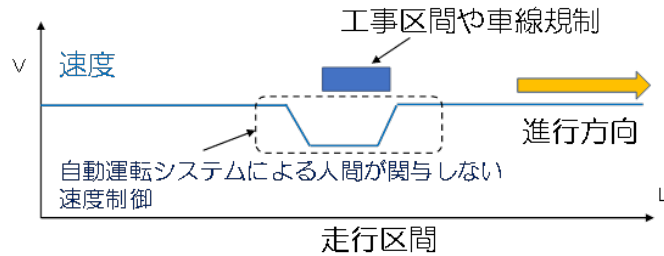 工事区間や車線規制
V
速度
進行方向
自動運転システムによる人間が関与しない
速度制御
L
走行区間